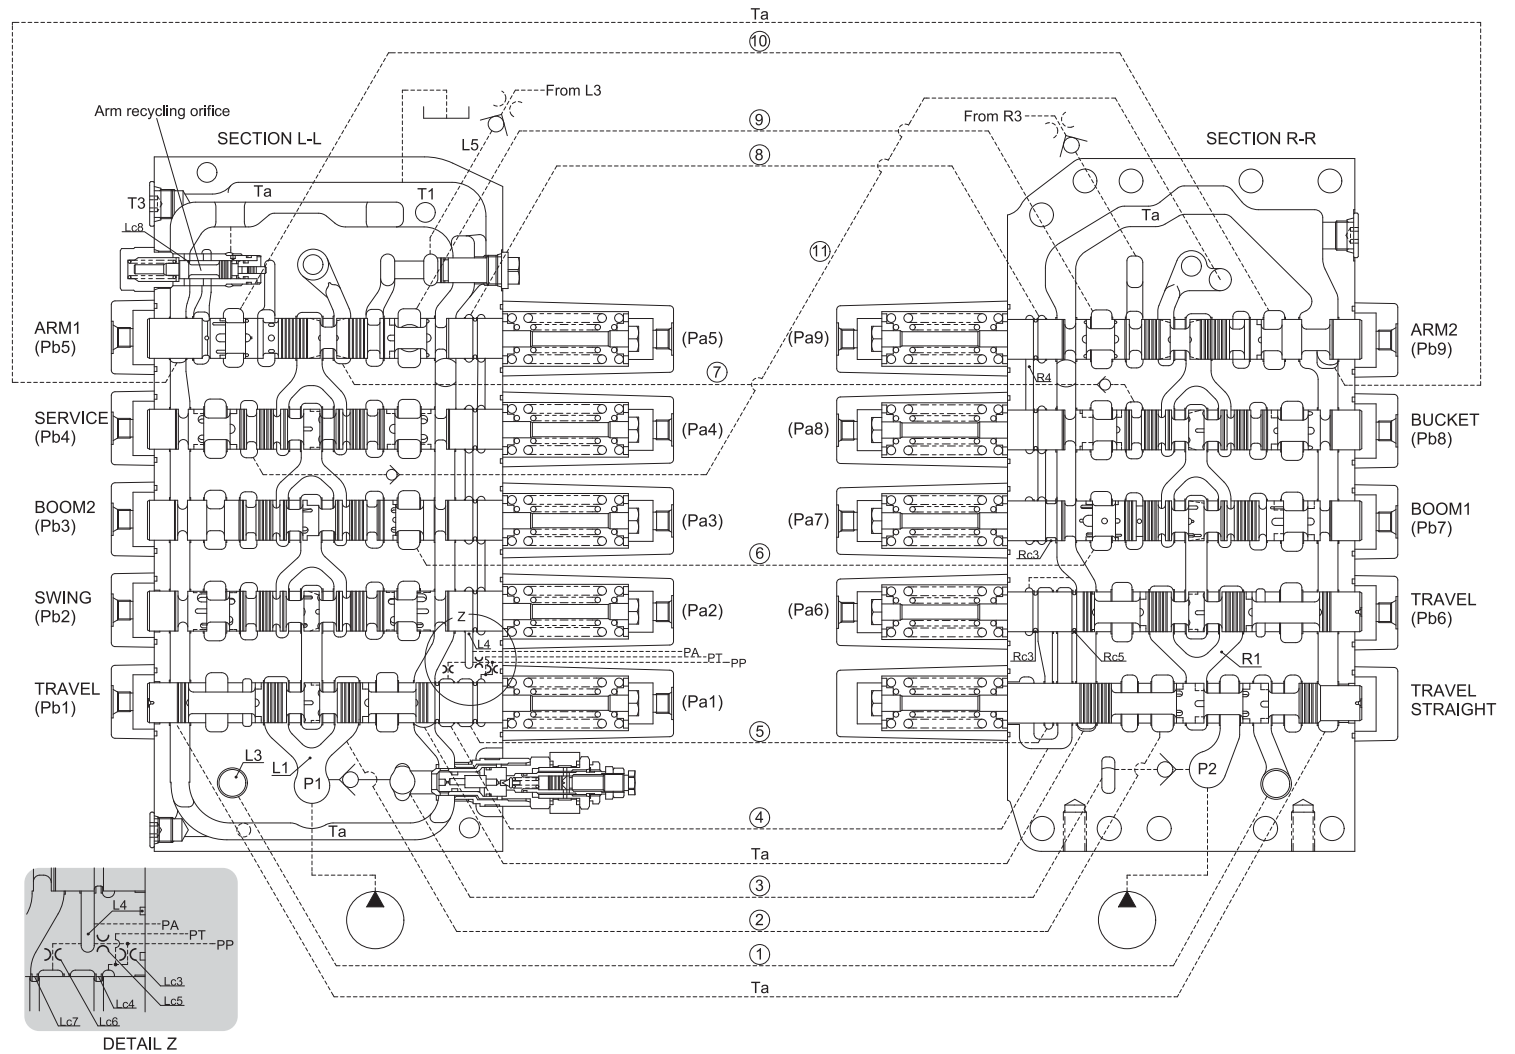 Ta
⑩
From L3
Arm recycling orifice
⑪
From R3
⑨
SECTION L-L
SECTION R-R
L5
⑧
Ta
T1
T3
Ta
Lc8
ARM1
(Pb5)
(Pa5)
(Pa9)
ARM2
(Pb9)
⑦
R4
SERVICE
(Pb4)
(Pa4)
(Pa8)
BUCKET
(Pb8)
BOOM2
(Pb3)
(Pa3)
(Pa7)
BOOM1
(Pb7)
Rc3
⑥
SWING
(Pb2)
Z
(Pa2)
(Pa6)
TRAVEL
(Pb6)
L4
PA
PT
PP
Rc3
Rc5
R1
TRAVEL
(Pb1)
(Pa1)
TRAVEL
STRAIGHT
⑤
L3
L1
P1
P2
Ta
④
Ta
③
②
①
Ta
L4
PA
PT
PP
Lc3
Lc5
Lc4
Lc7
Lc6
DETAIL Z